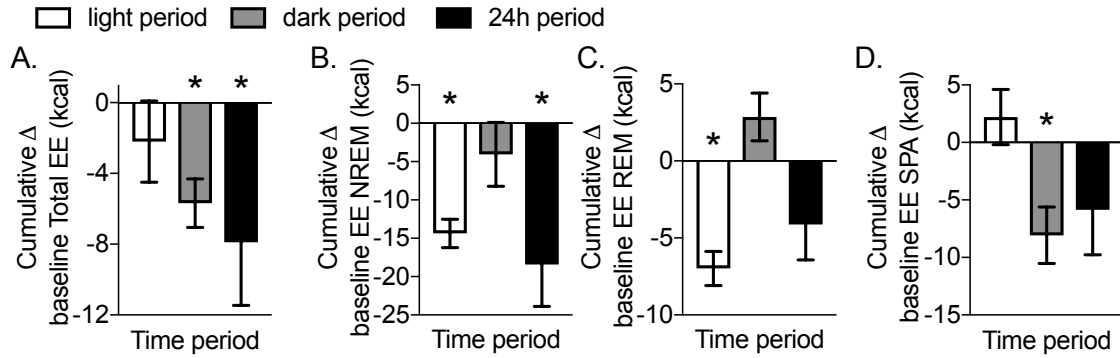 light period dark period 24h period
A.
Cumulative Δ
baseline Total EE (kcal)
0
-4
-8
-12
*
*
Time period
B.
Cumulative Δ
baseline EE NREM (kcal)
5
0
-5
-10
-15
-20
-25
*
*
Time period
C.
Cumulative Δ
baseline EE REM (kcal)
5
0
-5
-10
*
Time period
D.
Cumulative Δ
baseline EE SPA (kcal)
5
0
-5
-10
-15
*
Time period